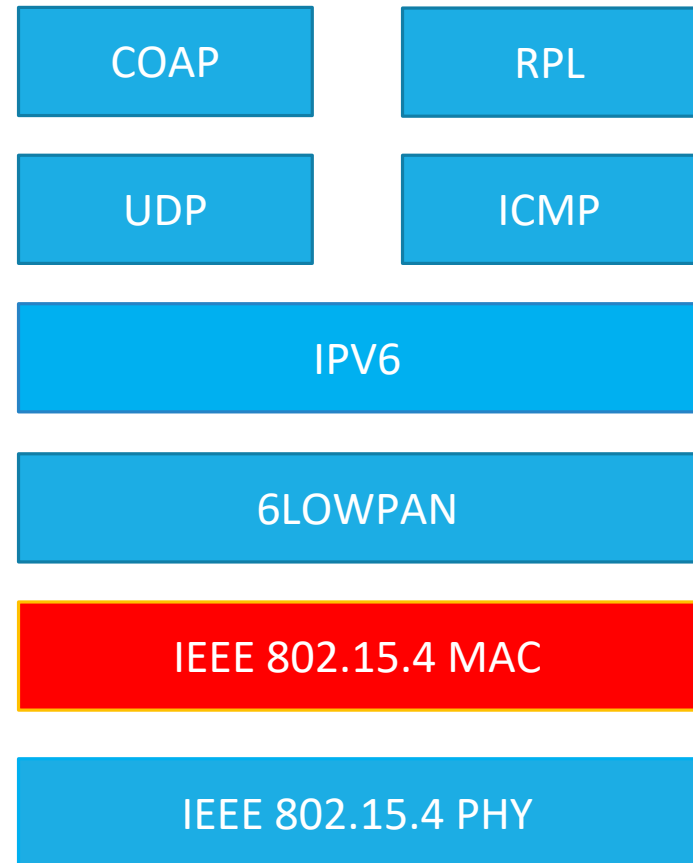 COAP
RPL
UDP
ICMP
IPV6
6LOWPAN
IEEE 802.15.4 MAC
IEEE 802.15.4 PHY